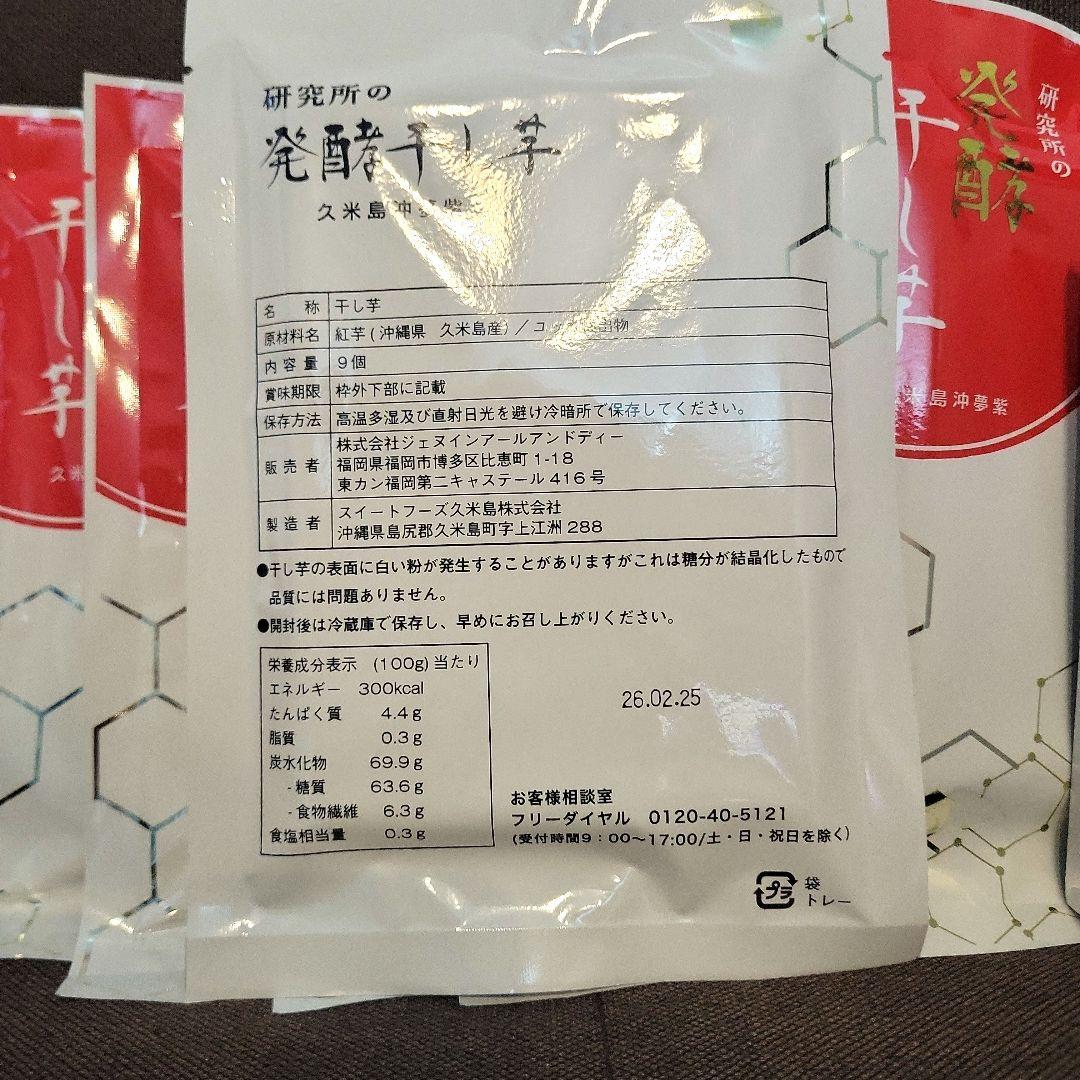 研究所の
発酵干し芋
久米島沖夢紫
名 称 干し芋
原材料名 紅芋(沖縄県 久米島産)/コ 出物
内容量 9個
賞味期限 枠外下部に記載
保存方法 高温多湿及び直射日光を避け冷暗所で保存してください。
販売者 株式会社ジェヌインアールアンドディー
福岡県福岡市博多区比恵町1-18
東カン福岡第二キャステール416号
製造者 スイートフーズ久米島株式会社
沖縄県島尻郡久米島町字上江洲288
●干し芋の表面に白い粉が発生することがありますがこれは糖分が結晶化したもので
品質には問題ありません。
●開封後は冷蔵庫で保存し、早めにお召し上がりください。
栄養成分表示 (100g)当たり
エネルギー 300kcal
たんぱく質 4.4g
脂質 0.3g
炭水化物 69.9g
-糖質 63.6g
-食物繊維 6.3g
食塩相当量 0.3g
26.02.25
お客様相談室
フリーダイヤル 0120-40-5121
(受付時間9:00〜17:00/土・日・祝日を除く)
プラ
袋
トレー
研究所の
発酵
干し芋
米島沖夢紫
干し芋
久米